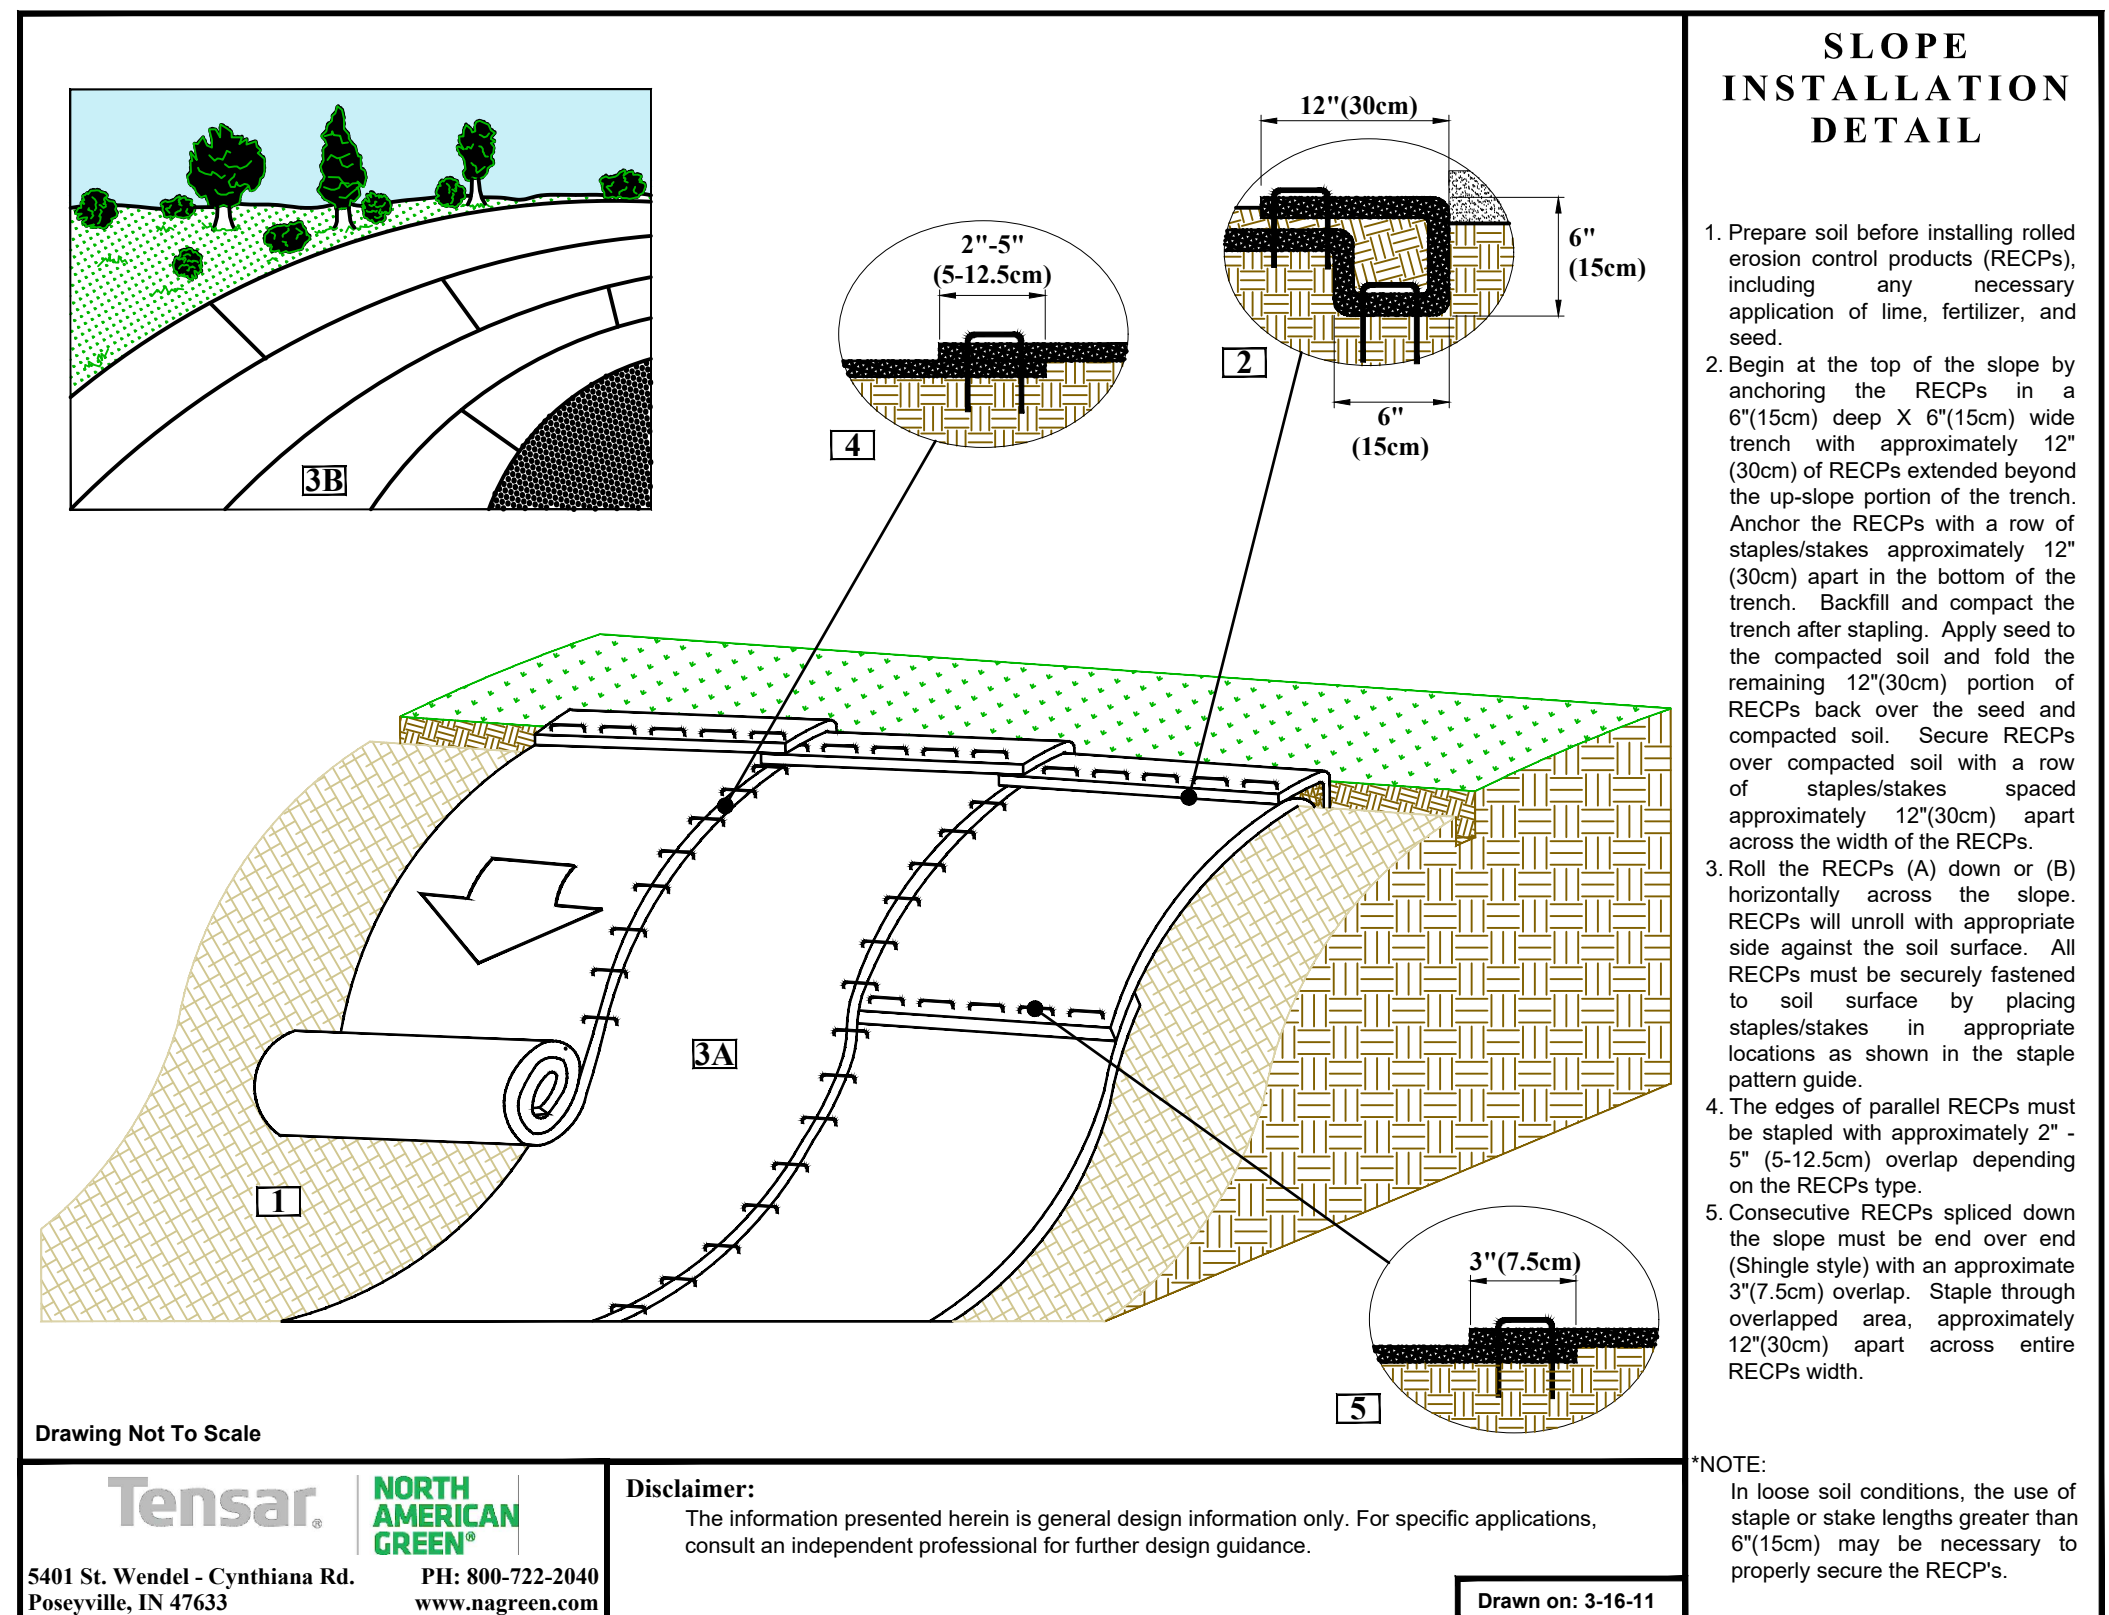 SLOPE
INSTALLATION
DETAIL
12"(30cm)
6"
(15cm)
2
6"
(15cm)
2"-5"
(5-12.5cm)
4
3B
3A
1
3"(7.5cm)
5
1. Prepare soil before installing rolled
erosion control products (RECPs),
including any necessary
application of lime, fertilizer, and
seed.
2. Begin at the top of the slope by
anchoring the RECPs in a
6"(15cm) deep X 6"(15cm) wide
trench with approximately 12"
(30cm) of RECPs extended beyond
the up-slope portion of the trench.
Anchor the RECPs with a row of
staples/stakes approximately 12"
(30cm) apart in the bottom of the
trench. Backfill and compact the
trench after stapling. Apply seed to
the compacted soil and fold the
remaining 12"(30cm) portion of
RECPs back over the seed and
compacted soil. Secure RECPs
over compacted soil with a row
of staples/stakes spaced
approximately 12"(30cm) apart
across the width of the RECPs.
3. Roll the RECPs (A) down or (B)
horizontally across the slope.
RECPs will unroll with appropriate
side against the soil surface. All
RECPs must be securely fastened
to soil surface by placing
staples/stakes in appropriate
locations as shown in the staple
pattern guide.
4. The edges of parallel RECPs must
be stapled with approximately 2" -
5" (5-12.5cm) overlap depending
on the RECPs type.
5. Consecutive RECPs spliced down
the slope must be end over end
(Shingle style) with an approximate
3"(7.5cm) overlap. Staple through
overlapped area, approximately
12"(30cm) apart across entire
RECPs width.
*NOTE:
In loose soil conditions, the use of
staple or stake lengths greater than
6"(15cm) may be necessary to
properly secure the RECP's.
Drawing Not To Scale
Tensar®
NORTH
AMERICAN
GREEN®
5401 St. Wendel - Cynthiana Rd.
Poseyville, IN 47633
PH: 800-722-2040
www.nagreen.com
Disclaimer:
The information presented herein is general design information only. For specific applications,
consult an independent professional for further design guidance.
Drawn on: 3-16-11